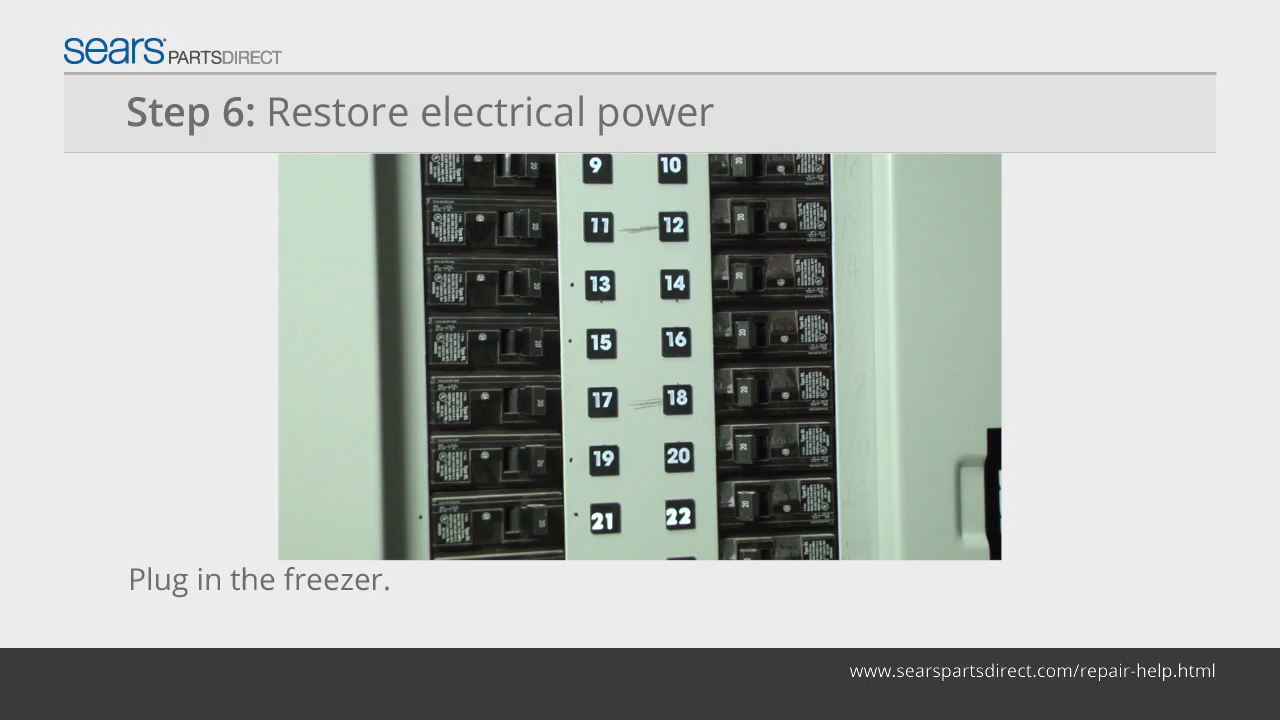 sears PARTSDIRECT
Step 6: Restore electrical power
9 10
11 12
13 14
15 16
17 18
19 20
21 22
Plug in the freezer.
www.searspartsdirect.com/repair-help.html